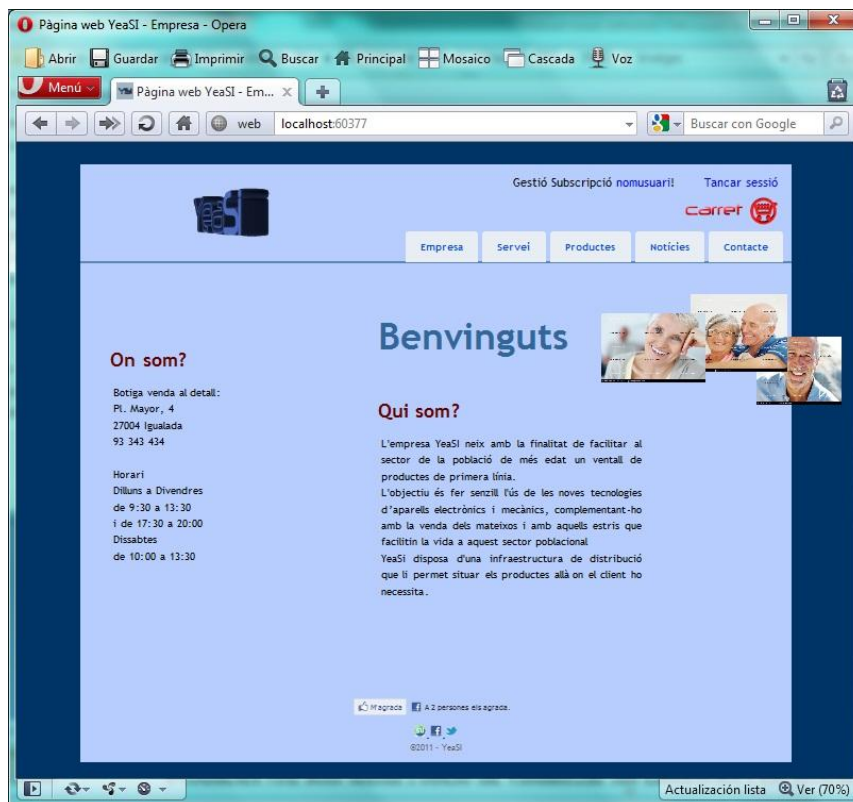 Pàgina web YeaSI - Empresa - Opera
Abrir Guardar Imprimir Buscar Principal Mosaico Cascada Voz
Menú Pàgina web YeaSI - Em...
web localhost:60377 Buscar con Google
Gestió Subscripció nomusuari! Tancar sessió
carret
YeaSI
Empresa Servei Productes Notícies Contacte
Benvinguts
On som?
Botiga venda al detall:
Pl. Mayor, 4
27004 Igualada
93 343 434
Horari
Dilluns a Divendres
de 9:30 a 13:30
i de 17:30 a 20:00
Dissabtes
de 10:00 a 13:30
Qui som?
L'empresa YeaSI neix amb la finalitat de facilitar al
sector de la població de més edat un ventall de
productes de primera línia.
L'objectiu és fer senzill l'ús de les noves tecnologies
d'aparells electrònics i mecànics, complementant-ho
amb la venda dels mateixos i amb aquells estris que
facilitin la vida a aquest sector poblacional
YeaSI disposa d'una infraestructura de distribució
que li permet situar els productes allà on el client ho
necessita.
M'agrada A 2 persones els agrada.
©2011 - YeaSI
Actualización lista Ver (70%)